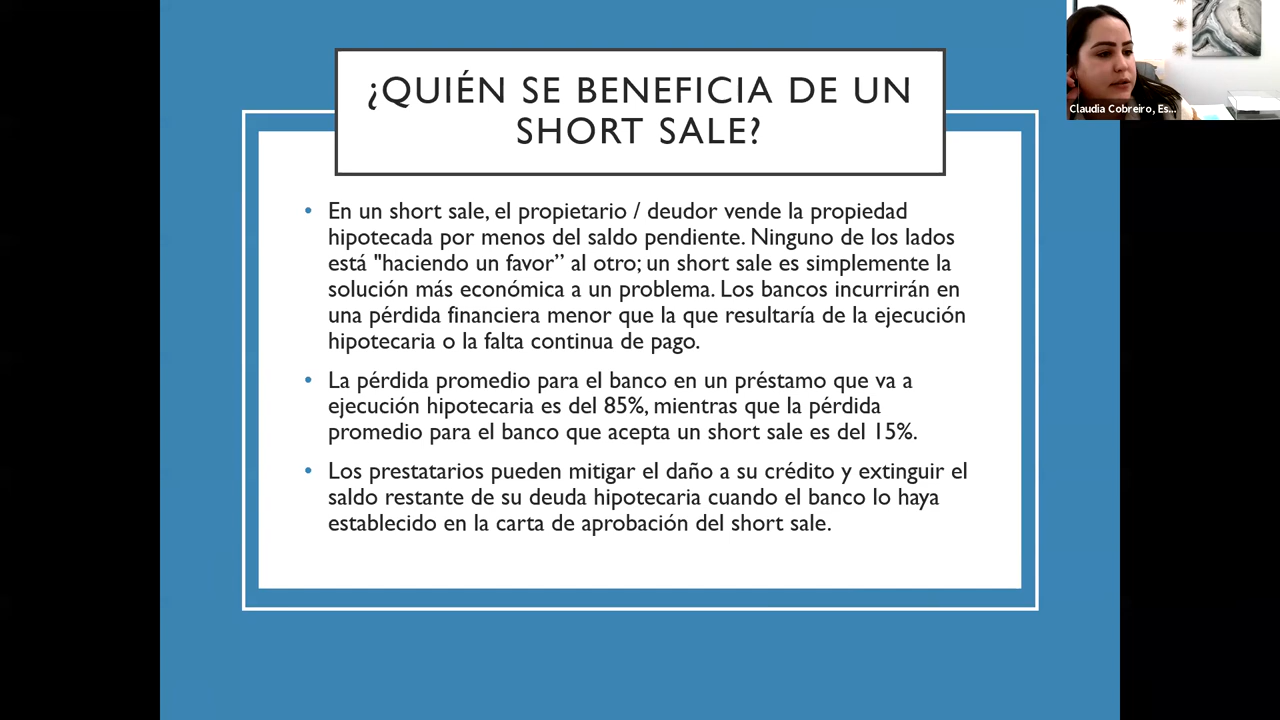 ¿QUIÉN SE BENEFICIA DE UN
SHORT SALE?
• En un short sale, el propietario / deudor vende la propiedad
hipotecada por menos del saldo pendiente. Ninguno de los lados
está "haciendo un favor” al otro; un short sale es simplemente la
solución más económica a un problema. Los bancos incurrirán en
una pérdida financiera menor que la que resultaría de la ejecución
hipotecaria o la falta continua de pago.
• La pérdida promedio para el banco en un préstamo que va a
ejecución hipotecaria es del 85%, mientras que la pérdida
promedio para el banco que acepta un short sale es del 15%.
• Los prestatarios pueden mitigar el daño a su crédito y extinguir el
saldo restante de su deuda hipotecaria cuando el banco lo haya
establecido en la carta de aprobación del short sale.
Claudia Cobreiro, Es...